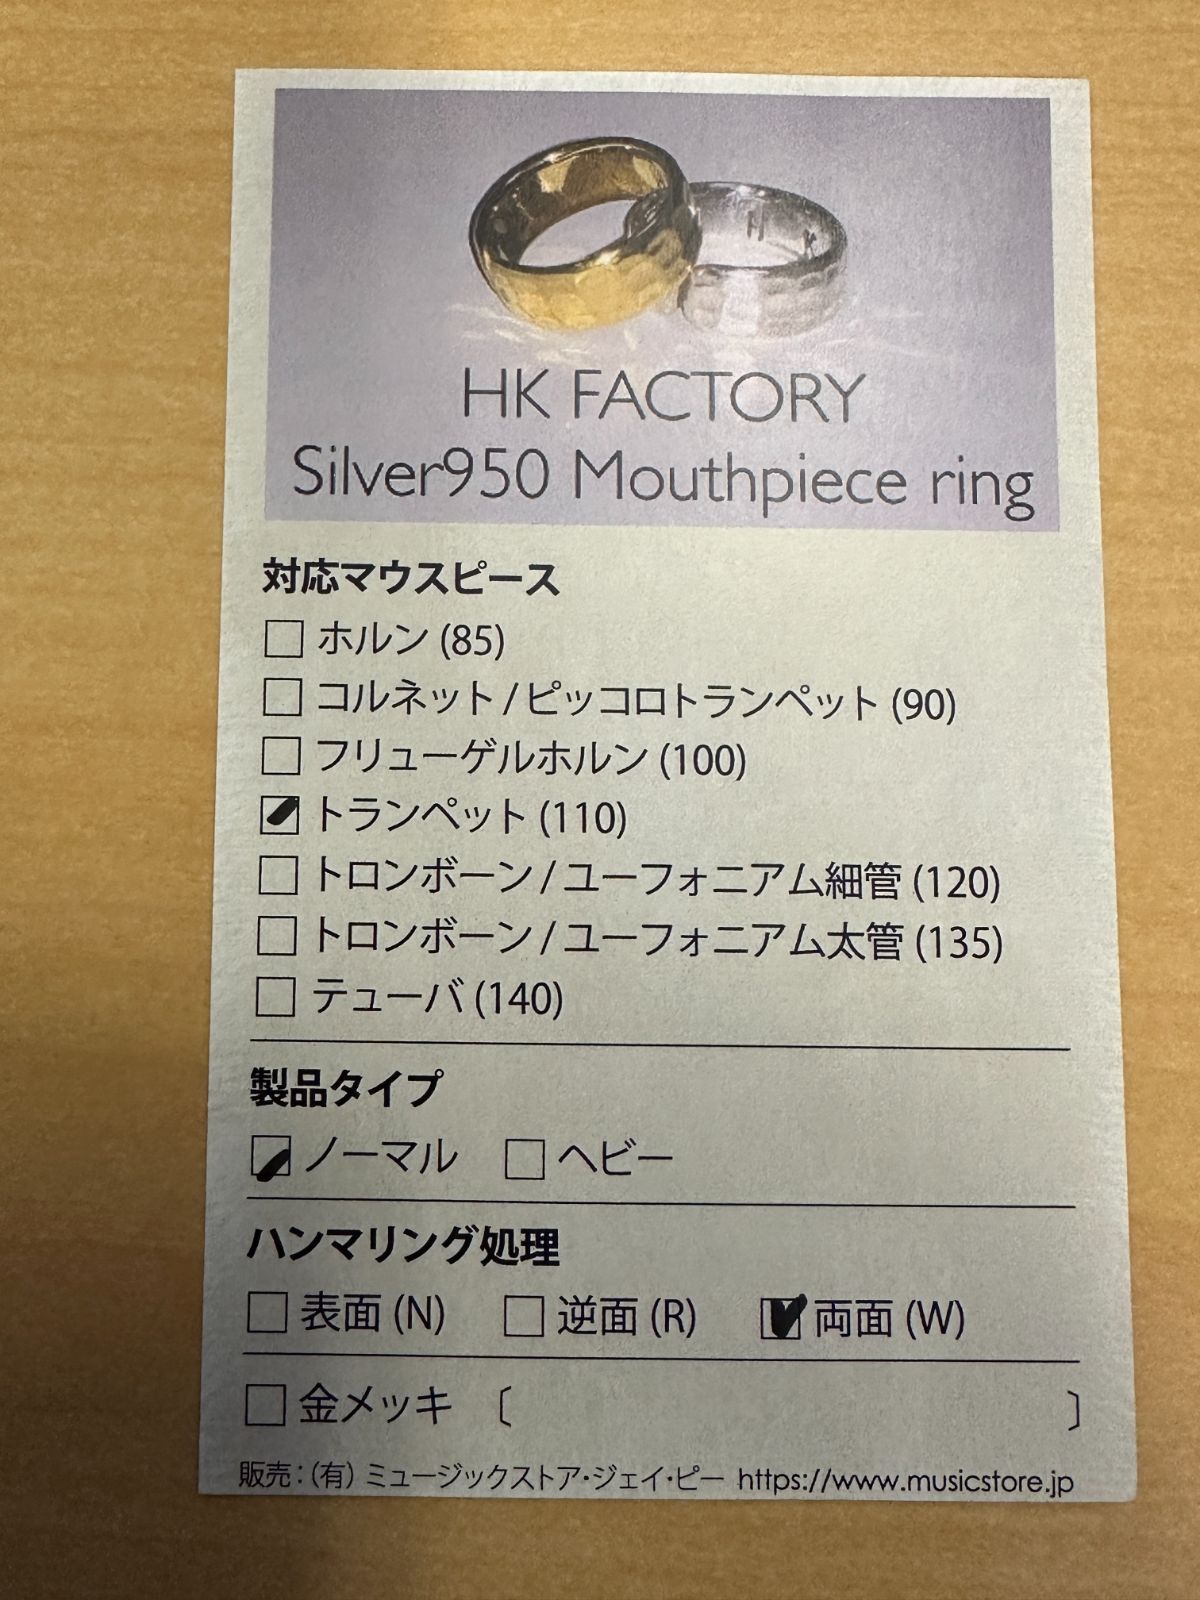 HK FACTORY
Silver950 Mouthpiece ring
対応マウスピース
□ ホルン (85)
□ コルネット / ピッコロトランペット (90)
□ フリューゲルホルン (100)
☑ トランペット (110)
□ トロンボーン / ユーフォニアム細管 (120)
□ トロンボーン / ユーフォニアム太管 (135)
□ テューバ (140)
製品タイプ
☑ ノーマル □ ヘビー
ハンマリング処理
□ 表面 (N) □ 逆面 (R) ☑ 両面 (W)
□ 金メッキ 〔 〕
販売：(有) ミュージックストア・ジェイ・ピー https://www.musicstore.jp